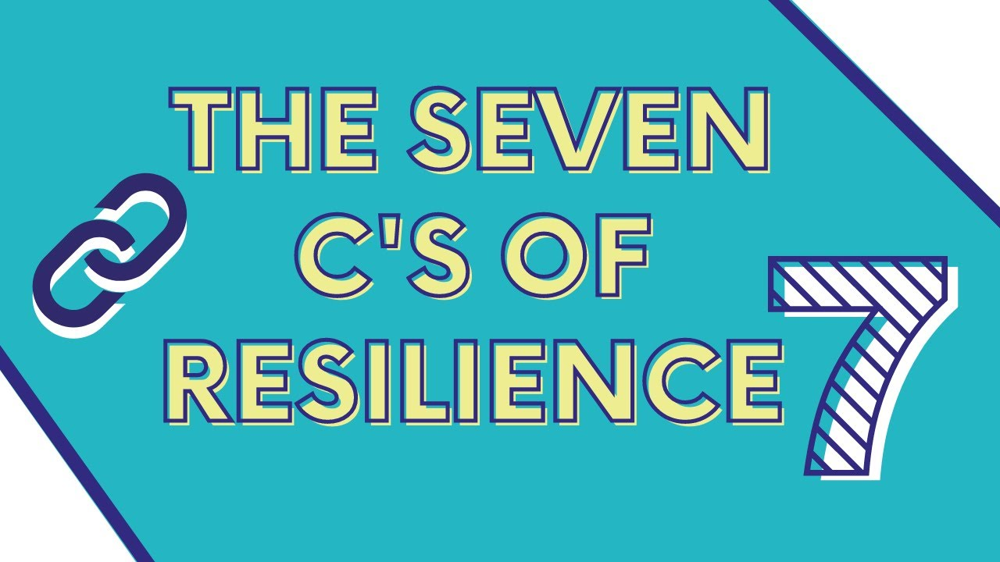 THE SEVEN
C'S OF
RESILIENCE
7